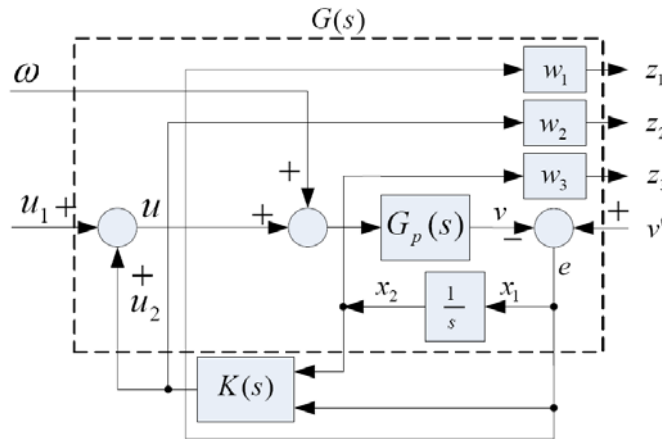 G(s)
ω
w₁ z₁
w₂ z₂
+ w₃ z₃
u₁ + u + Gₚ(s) v − + v
+ e
u₂ x₂ 1/s x₁
K(s)